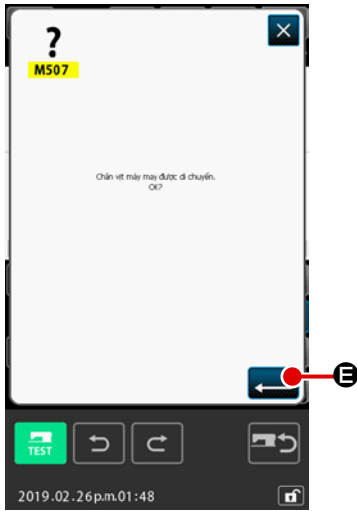 ?
M507
Chân vịt máy may được di chuyển.
OK?
E
TEST
2019.02.26p.m.01:48